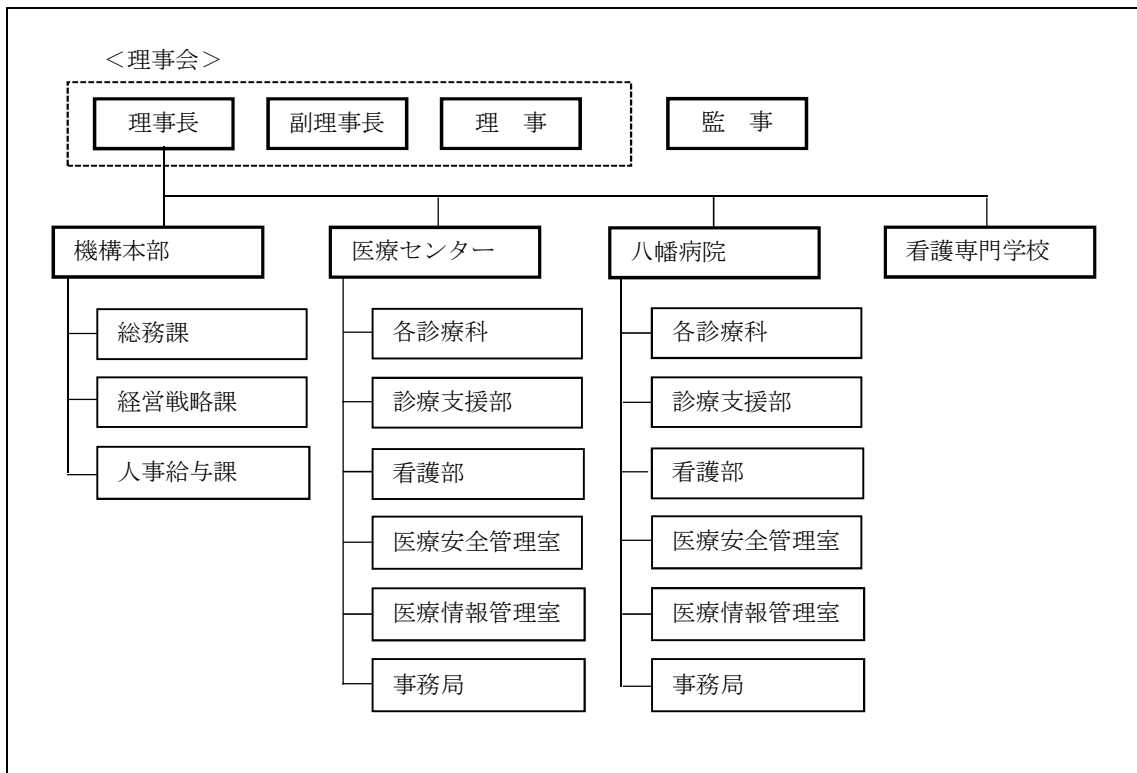 ＜理事会＞
理事長
副理事長
理　事
監　事
機構本部
医療センター
八幡病院
看護専門学校
総務課
経営戦略課
人事給与課
各診療科
診療支援部
看護部
医療安全管理室
医療情報管理室
事務局
各診療科
診療支援部
看護部
医療安全管理室
医療情報管理室
事務局